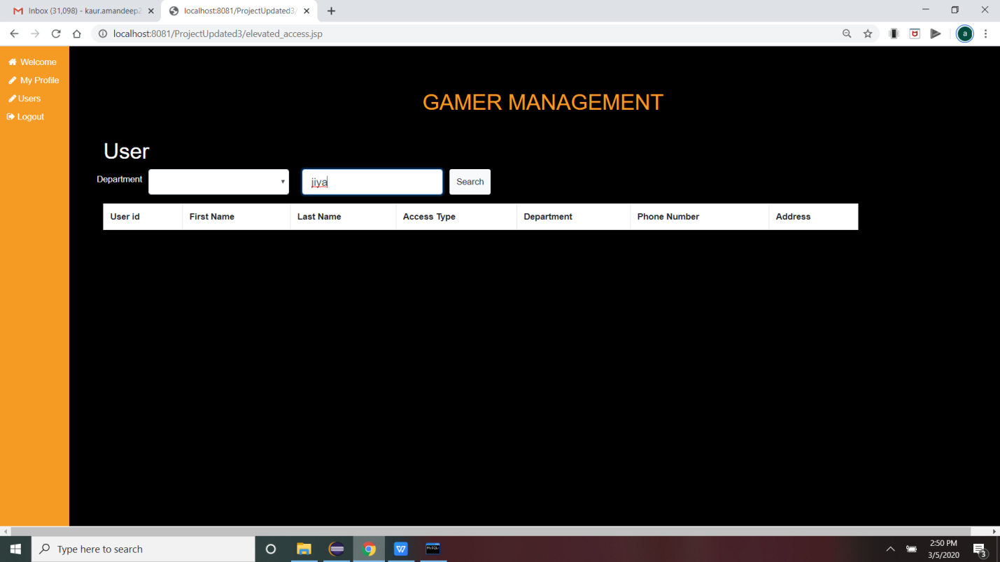 Inbox (31,098) - kaur.amandeep2
localhost:8081/ProjectUpdated3/
localhost:8081/ProjectUpdated3/elevated_access.jsp
a
Welcome
My Profile
Users
Logout
GAMER MANAGEMENT
User
Department
jiya
Search
User id First Name Last Name Access Type Department Phone Number Address
Type here to search
W
MySQL
2:50 PM
3/5/2020
3